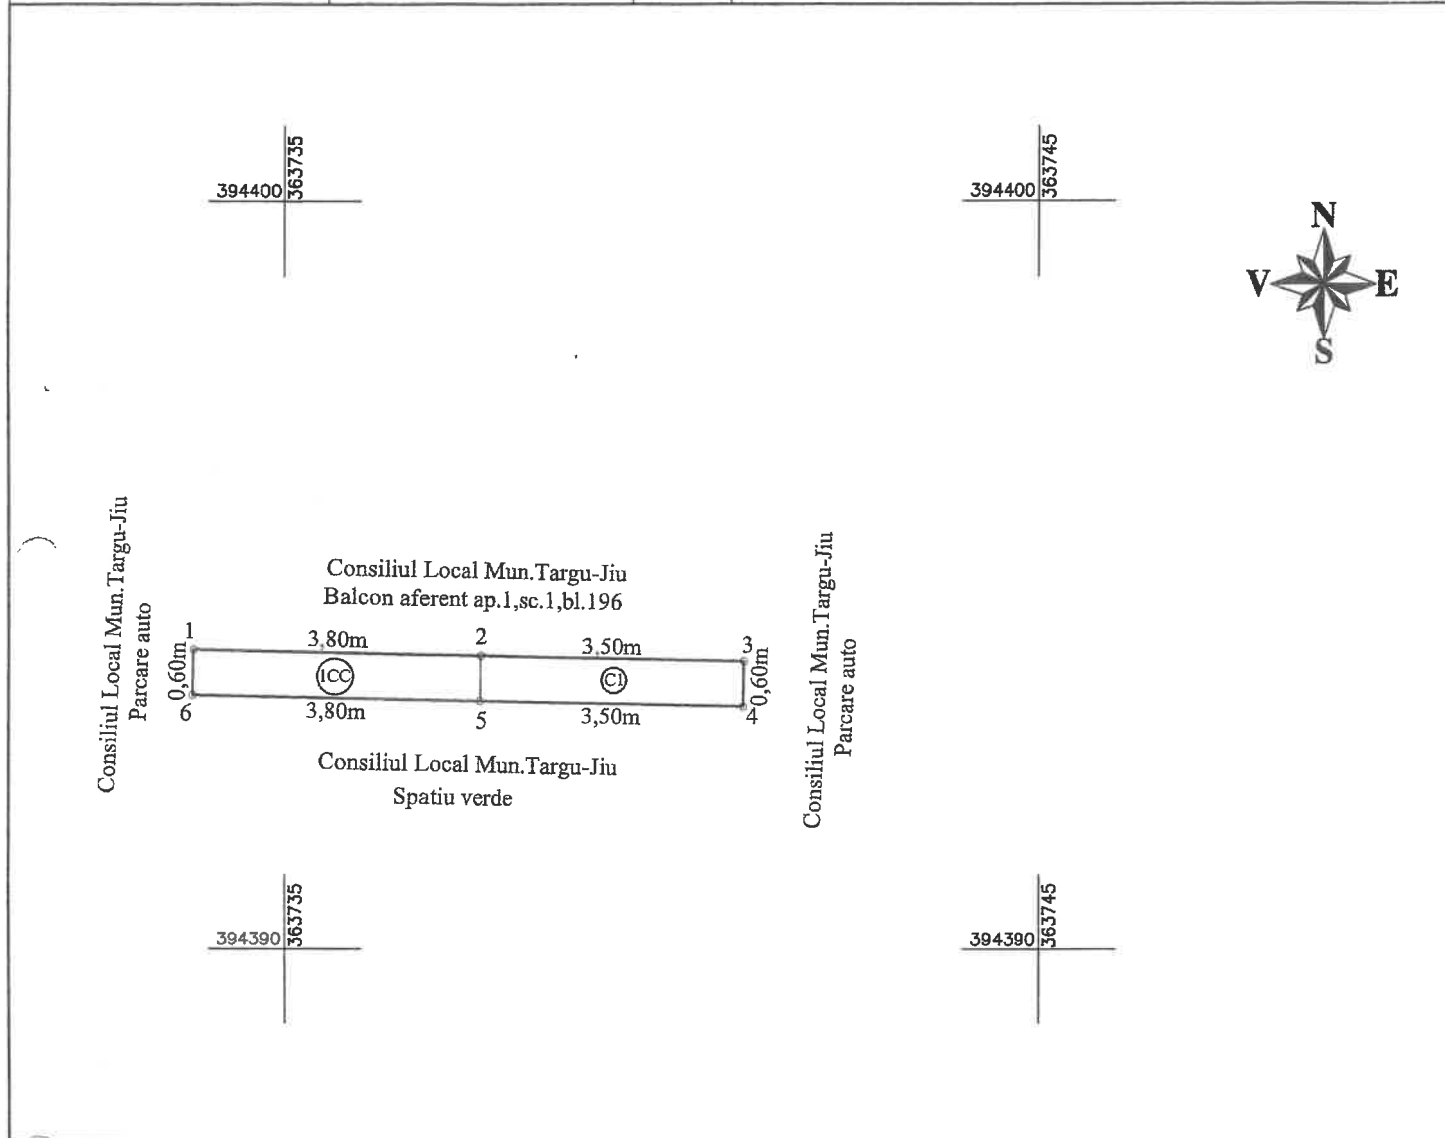 363735
394400
363745
394400
N
V E
S
Consiliul Local Mun.Targu-Jiu
Parcare auto
Consiliul Local Mun.Targu-Jiu
Balcon aferent ap.1,sc.1,bl.196
Consiliul Local Mun.Targu-Jiu
Parcare auto
1
3,80m
2
3,50m
3
0,60m
1CC
C1
0,60m
6
3,80m
5
3,50m
4
Consiliul Local Mun.Targu-Jiu
Spatiu verde
363735
394390
363745
394390